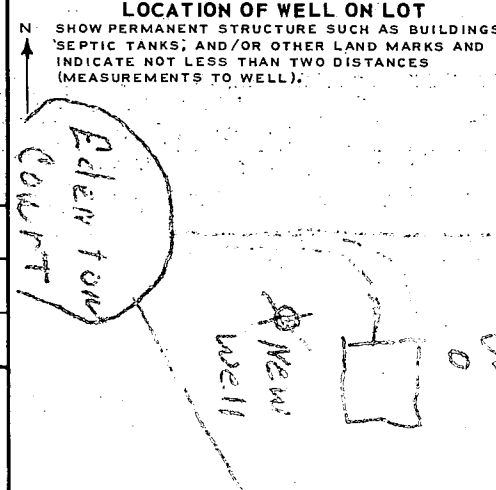 LOCATION OF WELL ON LOT
N
SHOW PERMANENT STRUCTURE SUCH AS BUILDINGS
SEPTIC TANKS, AND/OR OTHER LAND MARKS AND
INDICATE NOT LESS THAN TWO DISTANCES
(MEASUREMENTS TO WELL).
Edenton
Court
New
well